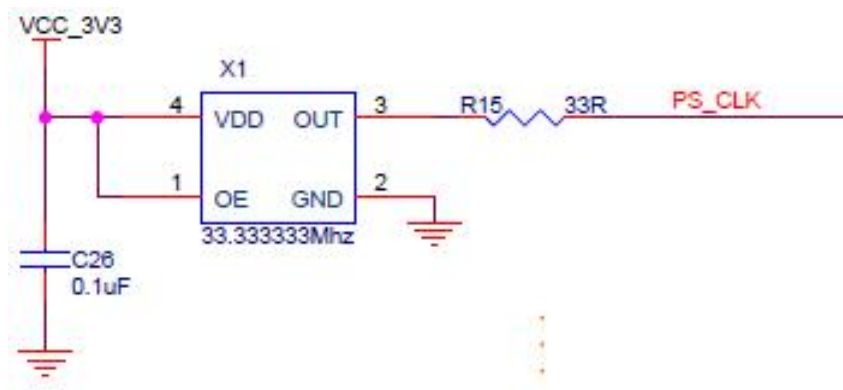 VCC_3V3
X1
4 VDD OUT 3
R15 33R PS_CLK
1 OE GND 2
33.333333Mhz
C26
0.1uF